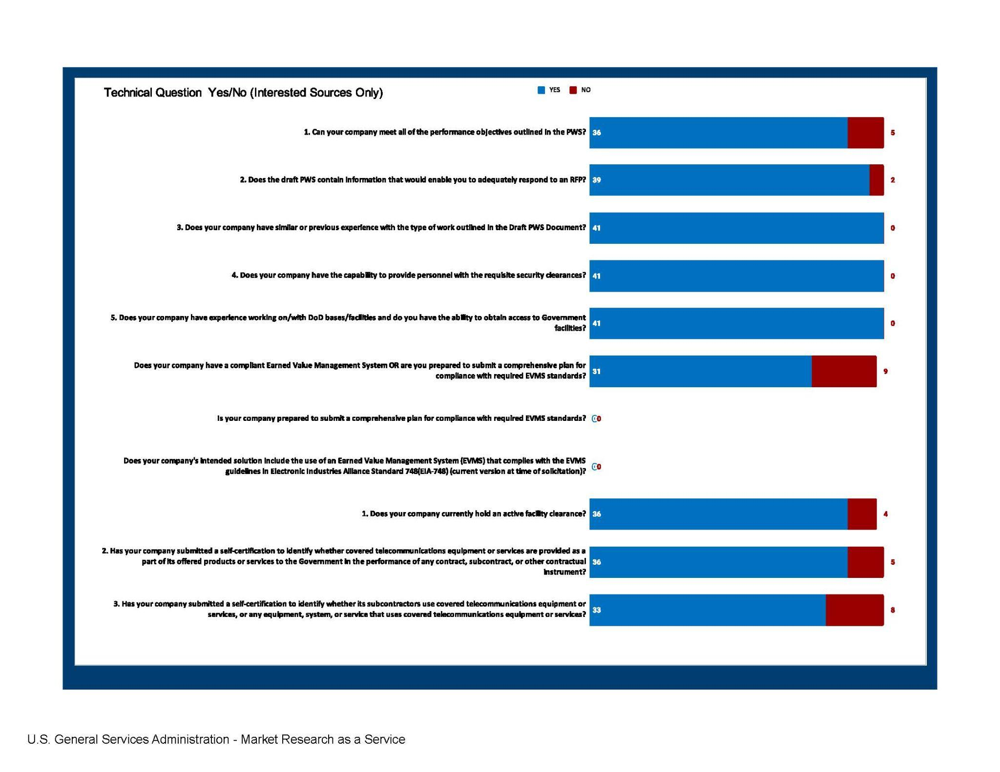 Technical Question  Yes/No (Interested Sources Only)
YES NO
1. Can your company meet all of the performance objectives outlined in the PWS? 36 5
2. Does the draft PWS contain information that would enable you to adequately respond to an RFP? 39 2
3. Does your company have similar or previous experience with the type of work outlined in the Draft PWS Document? 41 0
4. Does your company have the capability to provide personnel with the requisite security clearances? 41 0
5. Does your company have experience working on/with DoD bases/facilities and do you have the ability to obtain access to Government
facilities? 41 0
Does your company have a compliant Earned Value Management System OR are you prepared to submit a comprehensive plan for
compliance with required EVMS standards? 31 9
Is your company prepared to submit a comprehensive plan for compliance with required EVMS standards? 0
Does your company's intended solution include the use of an Earned Value Management System (EVMS) that complies with the EVMS
guidelines in Electronic Industries Alliance Standard 748(EIA-748) (current version at time of solicitation)? 0
1. Does your company currently hold an active facility clearance? 36 4
2. Has your company submitted a self-certification to identify whether covered telecommunications equipment or services are provided as a
part of its offered products or services to the Government in the performance of any contract, subcontract, or other contractual
instrument? 36 5
3. Has your company submitted a self-certification to identify whether its subcontractors use covered telecommunications equipment or
services, or any equipment, system, or service that uses covered telecommunications equipment or services? 33 8
U.S. General Services Administration - Market Research as a Service